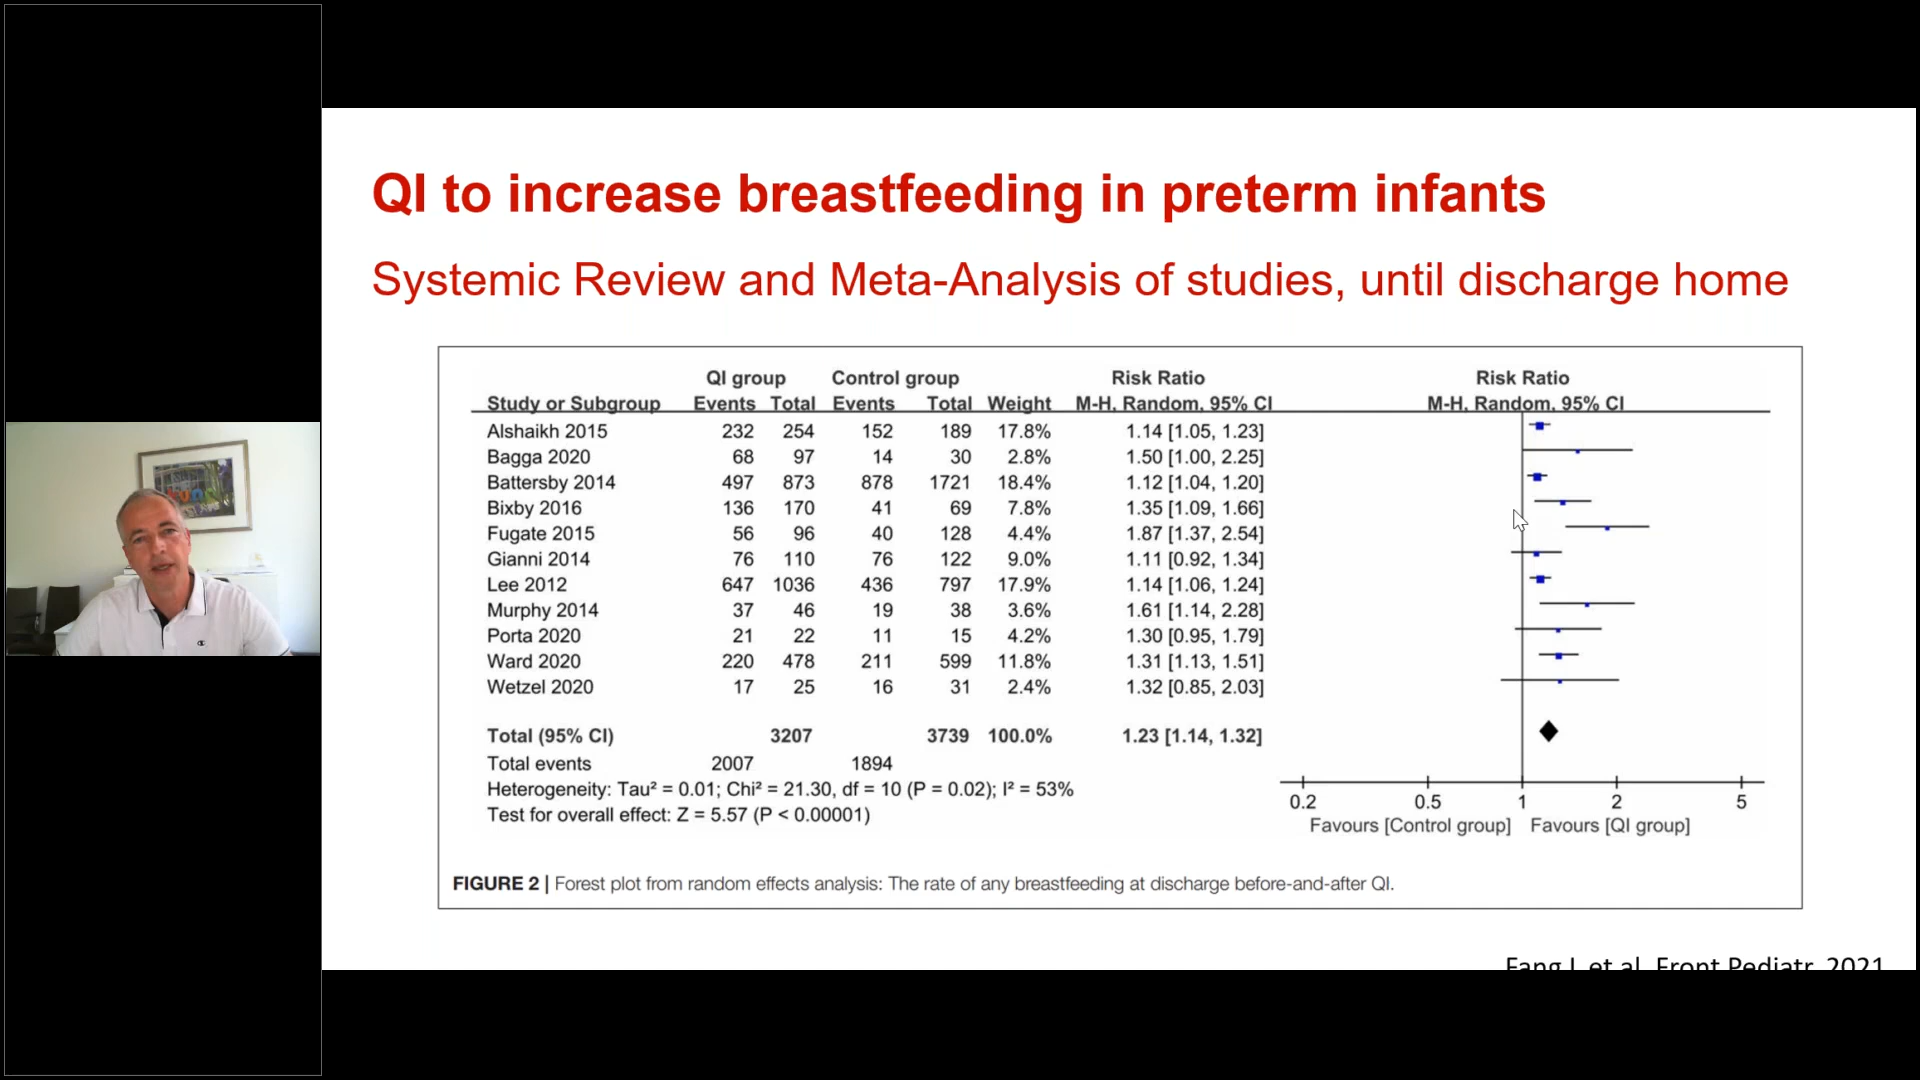 QI to increase breastfeeding in preterm infants
Systemic Review and Meta-Analysis of studies, until discharge home
QI group Control group Risk Ratio Risk Ratio
Study or Subgroup Events Total Events Total Weight M-H, Random, 95% CI M-H, Random, 95% CI
Alshaikh 2015 232 254 152 189 17.8% 1.14 [1.05, 1.23]
Bagga 2020 68 97 14 30 2.8% 1.50 [1.00, 2.25]
Battersby 2014 497 873 878 1721 18.4% 1.12 [1.04, 1.20]
Bixby 2016 136 170 41 69 7.8% 1.35 [1.09, 1.66]
Fugate 2015 56 96 40 128 4.4% 1.87 [1.37, 2.54]
Gianni 2014 76 110 76 122 9.0% 1.11 [0.92, 1.34]
Lee 2012 647 1036 436 797 17.9% 1.14 [1.06, 1.24]
Murphy 2014 37 46 19 38 3.6% 1.61 [1.14, 2.28]
Porta 2020 21 22 11 15 4.2% 1.30 [0.95, 1.79]
Ward 2020 220 478 211 599 11.8% 1.31 [1.13, 1.51]
Wetzel 2020 17 25 16 31 2.4% 1.32 [0.85, 2.03]
Total (95% CI) 3207 3739 100.0% 1.23 [1.14, 1.32]
Total events 2007 1894
Heterogeneity: Tau² = 0.01; Chi² = 21.30, df = 10 (P = 0.02); I² = 53%
Test for overall effect: Z = 5.57 (P < 0.00001)
0.2 0.5 1 2 5
Favours [Control group] Favours [QI group]
FIGURE 2 | Forest plot from random effects analysis: The rate of any breastfeeding at discharge before-and-after QI.
Fang L et al, Front Pediatr, 2021